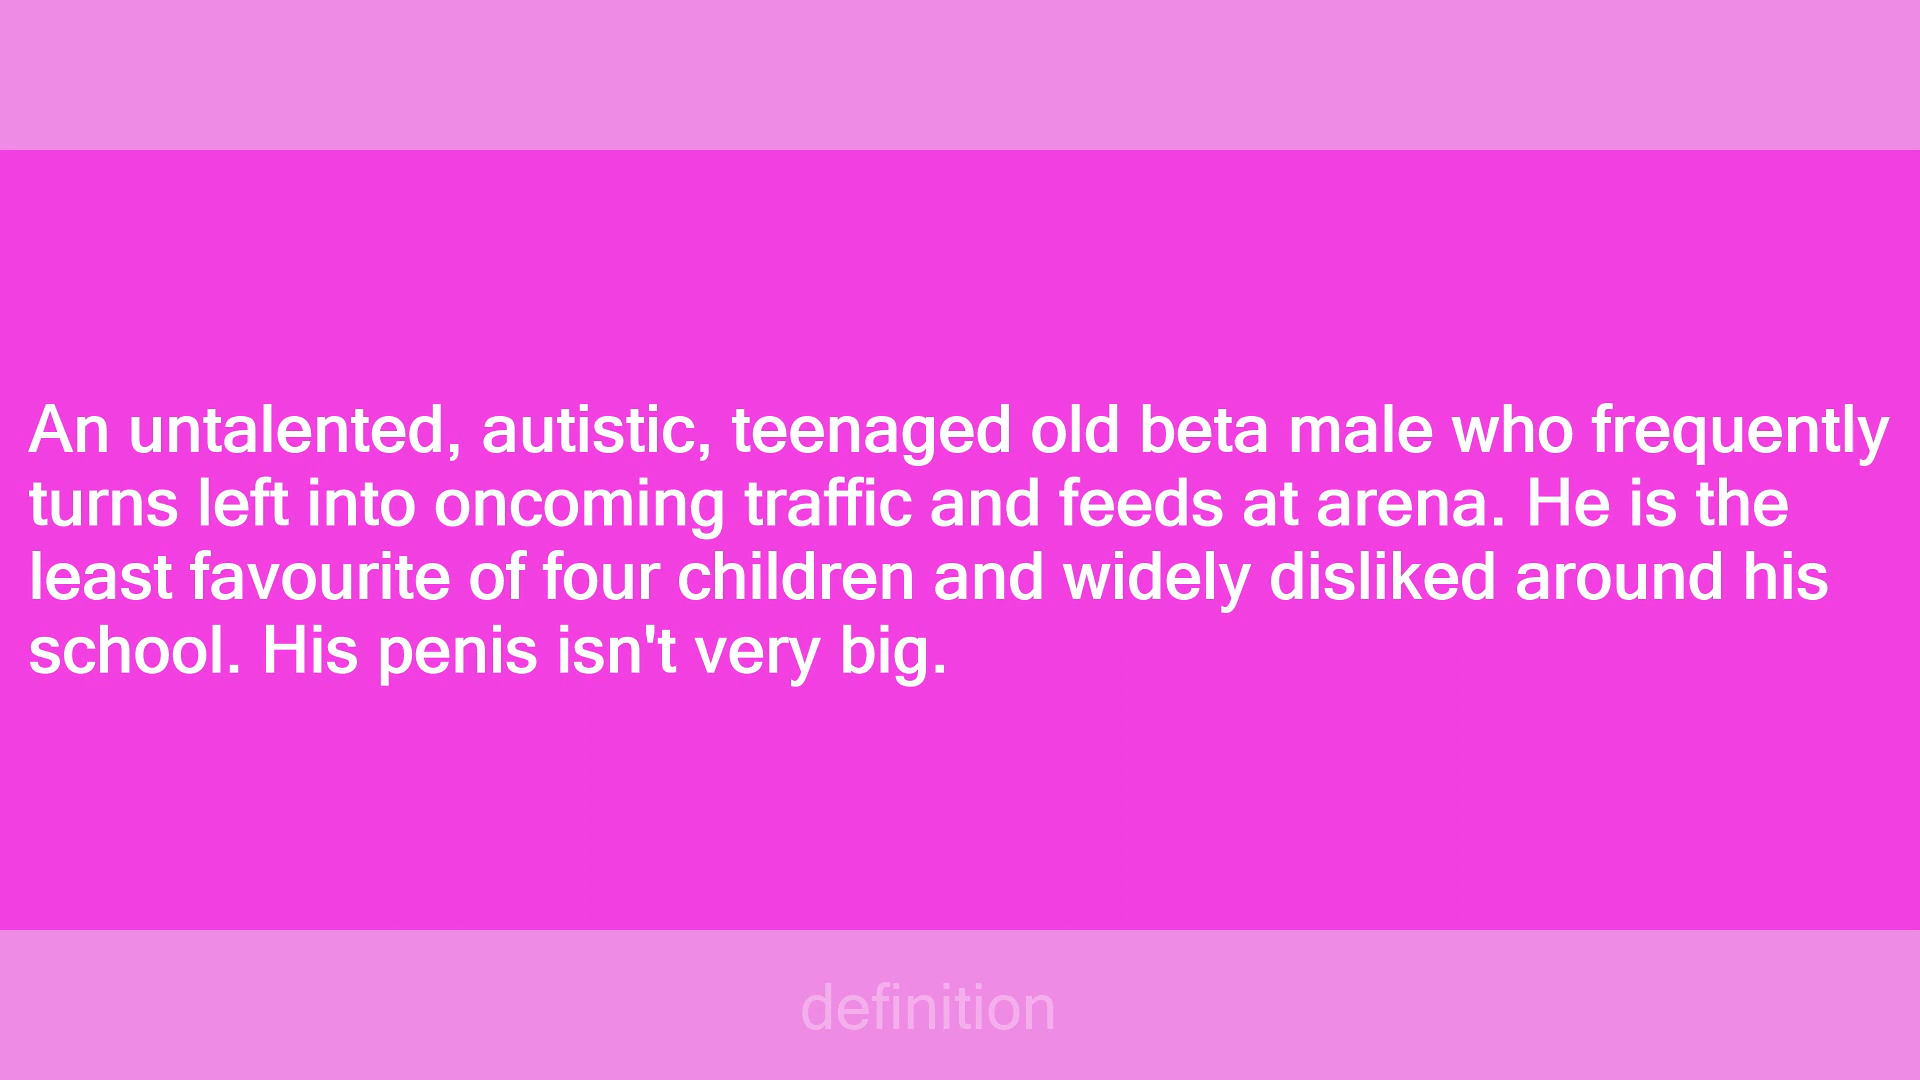 An untalented, autistic, teenaged old beta male who frequently
turns left into oncoming traffic and feeds at arena. He is the
least favourite of four children and widely disliked around his
school. His penis isn't very big.
definition